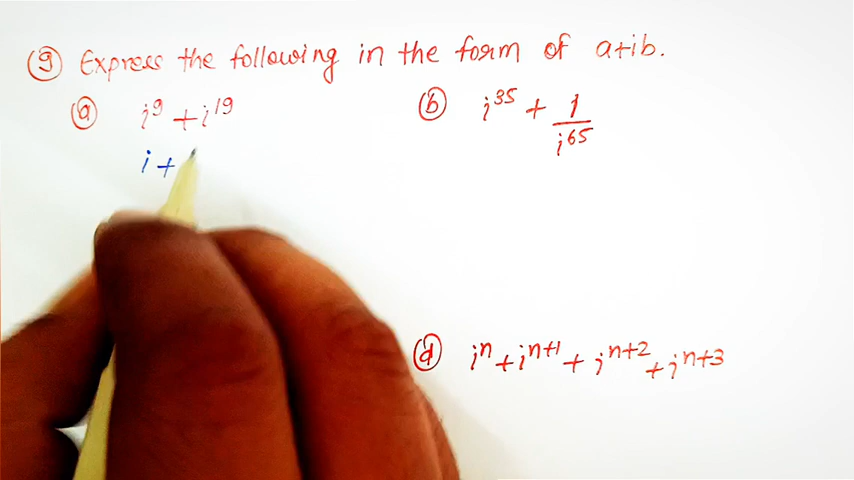 (9) Express the following in the form of a+ib.
(a) i⁹ + i¹⁹
(b) i³⁵ + 1/i⁶⁵
i +
(d) iⁿ + iⁿ⁺¹ + iⁿ⁺² + iⁿ⁺³